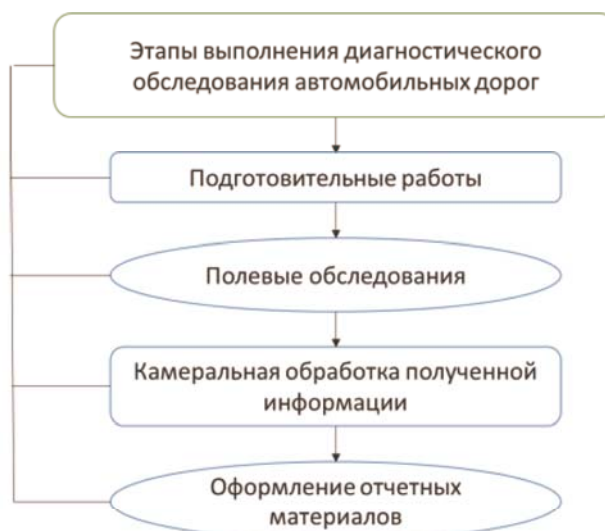 Этапы выполнения диагностического
обследования автомобильных дорог
Подготовительные работы
Полевые обследования
Камеральная обработка полученной
информации
Оформление отчетных
материалов